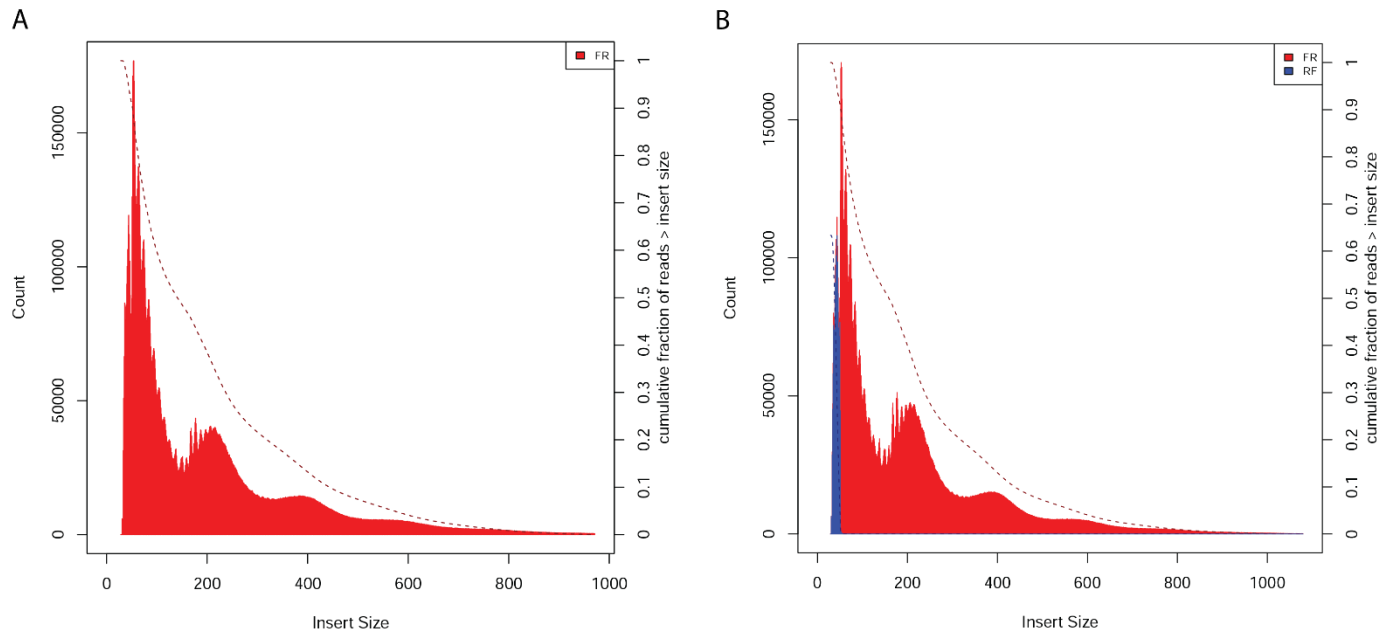 A
FR
Count
0
50000
100000
150000
0
0.1
0.2
0.3
0.4
0.5
0.6
0.7
0.8
0.9
1
cumulative fraction of reads > insert size
0 200 400 600 800 1000
Insert Size
B
FR
RF
Count
0
50000
100000
150000
0
0.1
0.2
0.3
0.4
0.5
0.6
0.7
0.8
0.9
1
cumulative fraction of reads > insert size
0 200 400 600 800 1000
Insert Size